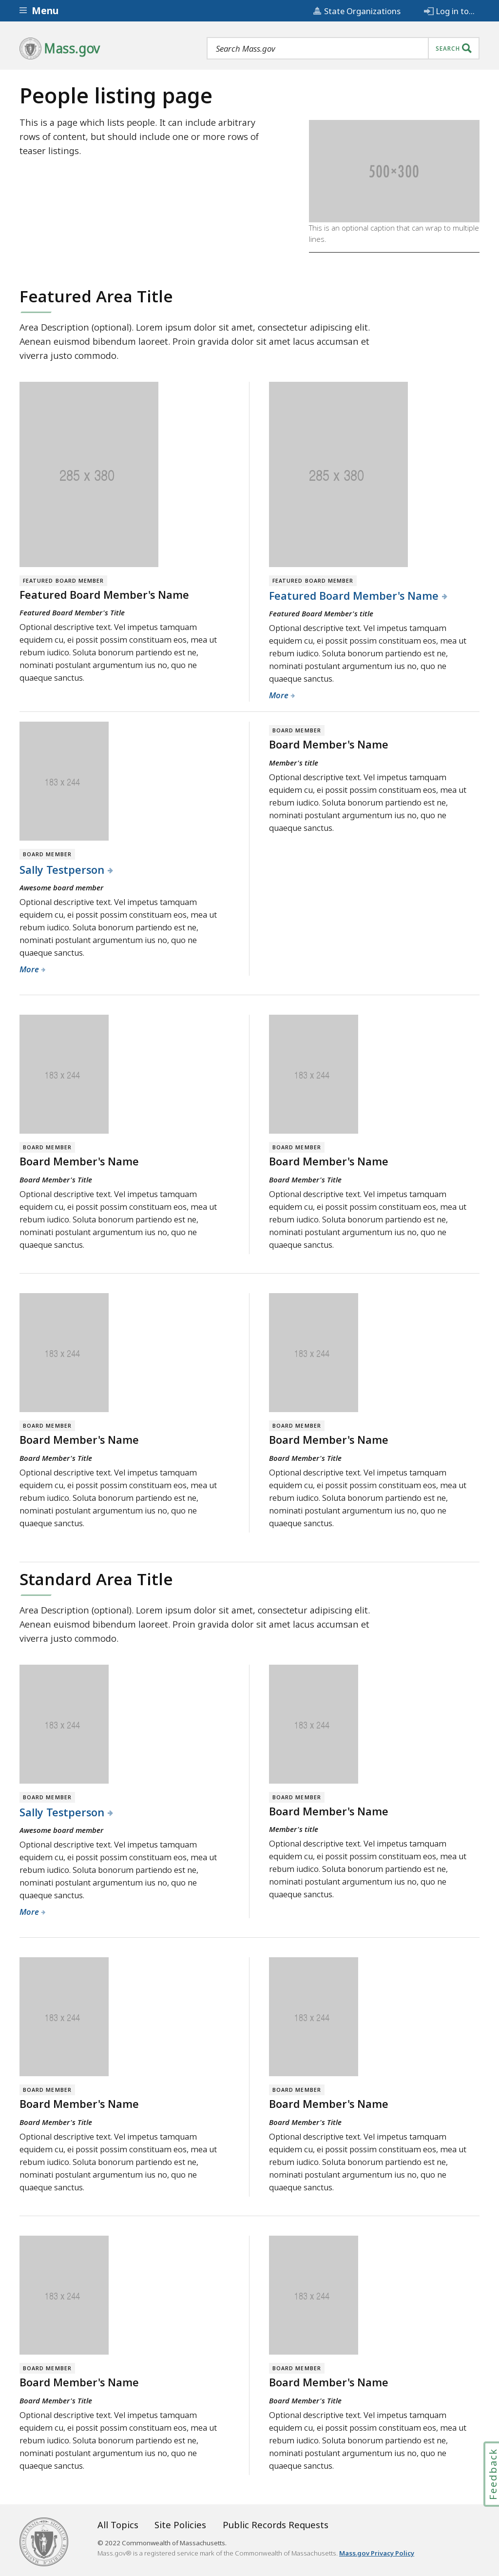 Menu
State Organizations
Log in to...
Mass.gov
Search Mass.gov
SEARCH
People listing page
This is a page which lists people. It can include arbitrary
rows of content, but should include one or more rows of
teaser listings.
500×300
This is an optional caption that can wrap to multiple
lines.
Featured Area Title
Area Description (optional). Lorem ipsum dolor sit amet, consectetur adipiscing elit.
Aenean euismod bibendum laoreet. Proin gravida dolor sit amet lacus accumsan et
viverra justo commodo.
285 x 380
FEATURED BOARD MEMBER
Featured Board Member's Name
Featured Board Member's Title
Optional descriptive text. Vel impetus tamquam
equidem cu, ei possit possim constituam eos, mea ut
rebum iudico. Soluta bonorum partiendo est ne,
nominati postulant argumentum ius no, quo ne
quaeque sanctus.
285 x 380
FEATURED BOARD MEMBER
Featured Board Member's Name
Featured Board Member's title
Optional descriptive text. Vel impetus tamquam
equidem cu, ei possit possim constituam eos, mea ut
rebum iudico. Soluta bonorum partiendo est ne,
nominati postulant argumentum ius no, quo ne
quaeque sanctus.
More
183 x 244
BOARD MEMBER
Sally Testperson
Awesome board member
Optional descriptive text. Vel impetus tamquam
equidem cu, ei possit possim constituam eos, mea ut
rebum iudico. Soluta bonorum partiendo est ne,
nominati postulant argumentum ius no, quo ne
quaeque sanctus.
More
BOARD MEMBER
Board Member's Name
Member's title
Optional descriptive text. Vel impetus tamquam
equidem cu, ei possit possim constituam eos, mea ut
rebum iudico. Soluta bonorum partiendo est ne,
nominati postulant argumentum ius no, quo ne
quaeque sanctus.
183 x 244
BOARD MEMBER
Board Member's Name
Board Member's Title
Optional descriptive text. Vel impetus tamquam
equidem cu, ei possit possim constituam eos, mea ut
rebum iudico. Soluta bonorum partiendo est ne,
nominati postulant argumentum ius no, quo ne
quaeque sanctus.
183 x 244
BOARD MEMBER
Board Member's Name
Board Member's Title
Optional descriptive text. Vel impetus tamquam
equidem cu, ei possit possim constituam eos, mea ut
rebum iudico. Soluta bonorum partiendo est ne,
nominati postulant argumentum ius no, quo ne
quaeque sanctus.
183 x 244
BOARD MEMBER
Board Member's Name
Board Member's Title
Optional descriptive text. Vel impetus tamquam
equidem cu, ei possit possim constituam eos, mea ut
rebum iudico. Soluta bonorum partiendo est ne,
nominati postulant argumentum ius no, quo ne
quaeque sanctus.
183 x 244
BOARD MEMBER
Board Member's Name
Board Member's Title
Optional descriptive text. Vel impetus tamquam
equidem cu, ei possit possim constituam eos, mea ut
rebum iudico. Soluta bonorum partiendo est ne,
nominati postulant argumentum ius no, quo ne
quaeque sanctus.
Standard Area Title
Area Description (optional). Lorem ipsum dolor sit amet, consectetur adipiscing elit.
Aenean euismod bibendum laoreet. Proin gravida dolor sit amet lacus accumsan et
viverra justo commodo.
183 x 244
BOARD MEMBER
Sally Testperson
Awesome board member
Optional descriptive text. Vel impetus tamquam
equidem cu, ei possit possim constituam eos, mea ut
rebum iudico. Soluta bonorum partiendo est ne,
nominati postulant argumentum ius no, quo ne
quaeque sanctus.
More
183 x 244
BOARD MEMBER
Board Member's Name
Member's title
Optional descriptive text. Vel impetus tamquam
equidem cu, ei possit possim constituam eos, mea ut
rebum iudico. Soluta bonorum partiendo est ne,
nominati postulant argumentum ius no, quo ne
quaeque sanctus.
183 x 244
BOARD MEMBER
Board Member's Name
Board Member's Title
Optional descriptive text. Vel impetus tamquam
equidem cu, ei possit possim constituam eos, mea ut
rebum iudico. Soluta bonorum partiendo est ne,
nominati postulant argumentum ius no, quo ne
quaeque sanctus.
183 x 244
BOARD MEMBER
Board Member's Name
Board Member's Title
Optional descriptive text. Vel impetus tamquam
equidem cu, ei possit possim constituam eos, mea ut
rebum iudico. Soluta bonorum partiendo est ne,
nominati postulant argumentum ius no, quo ne
quaeque sanctus.
183 x 244
BOARD MEMBER
Board Member's Name
Board Member's Title
Optional descriptive text. Vel impetus tamquam
equidem cu, ei possit possim constituam eos, mea ut
rebum iudico. Soluta bonorum partiendo est ne,
nominati postulant argumentum ius no, quo ne
quaeque sanctus.
183 x 244
BOARD MEMBER
Board Member's Name
Board Member's Title
Optional descriptive text. Vel impetus tamquam
equidem cu, ei possit possim constituam eos, mea ut
rebum iudico. Soluta bonorum partiendo est ne,
nominati postulant argumentum ius no, quo ne
quaeque sanctus.
Feedback
All Topics
Site Policies
Public Records Requests
© 2022 Commonwealth of Massachusetts.
Mass.gov® is a registered service mark of the Commonwealth of Massachusetts. Mass.gov Privacy Policy